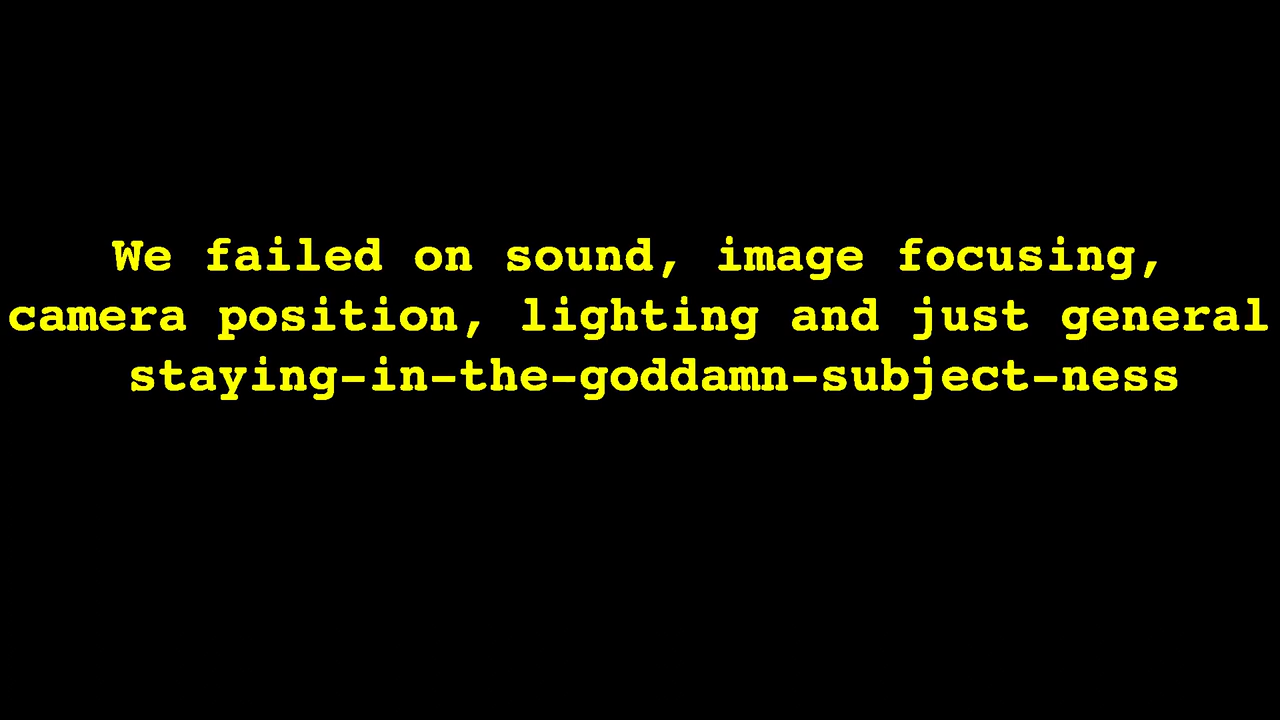 We failed on sound, image focusing,
camera position, lighting and just general
staying-in-the-goddamn-subject-ness